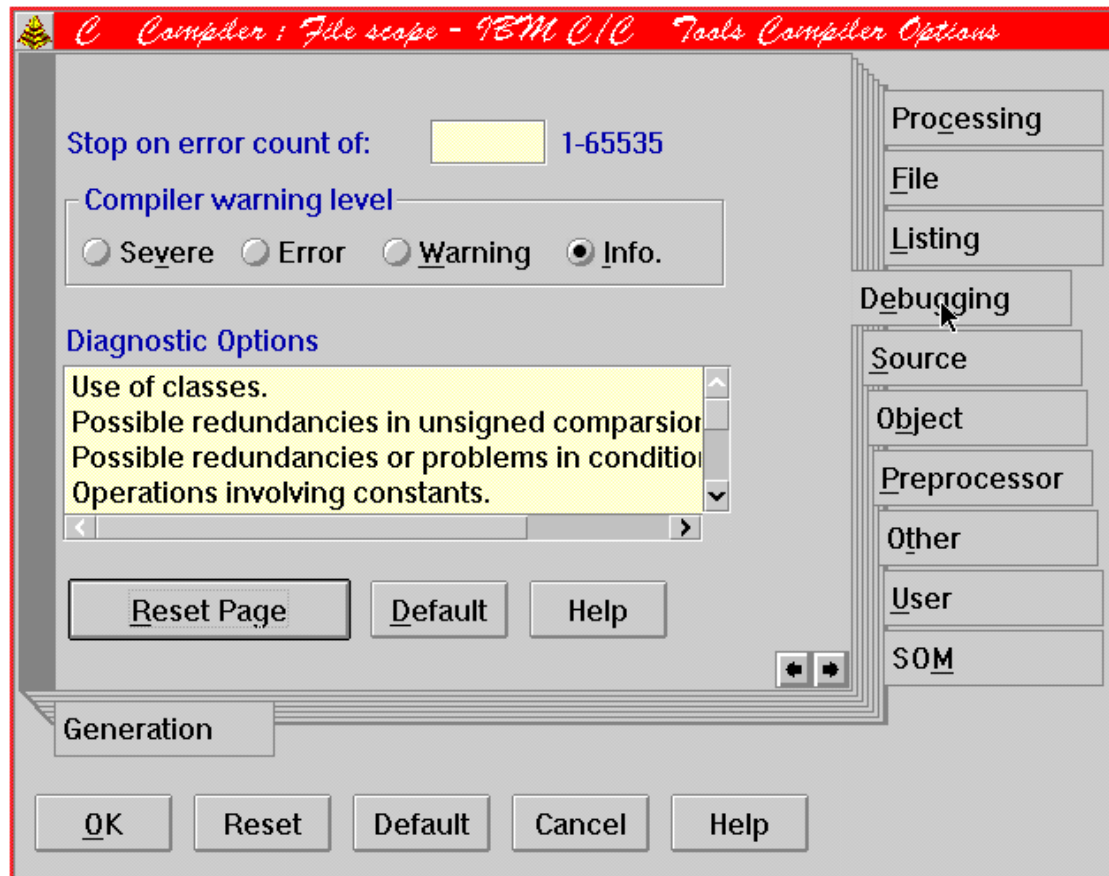 C Compiler : File scope - IBM C/C Tools Compiler Options
Stop on error count of: 1-65535
Compiler warning level
Severe Error Warning Info.
Diagnostic Options
Use of classes.
Possible redundancies in unsigned comparsion
Possible redundancies or problems in conditio
Operations involving constants.
Reset Page Default Help
Generation
Processing
File
Listing
Debugging
Source
Object
Preprocessor
Other
User
SOM
OK Reset Default Cancel Help